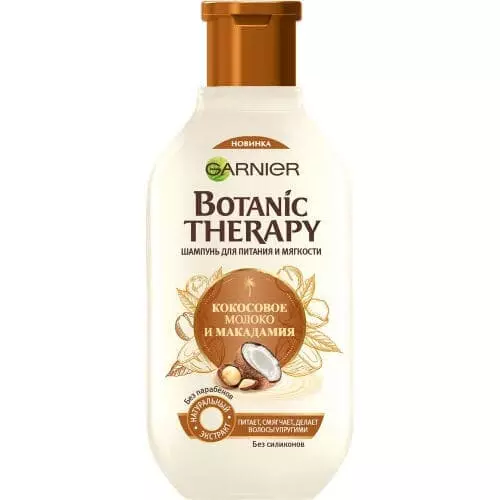 НОВИНКА
GARNIER
BOTANIC
THERAPY
ШАМПУНЬ ДЛЯ ПИТАНИЯ И МЯГКОСТИ
КОКОСОВОЕ
МОЛОКО
И МАКАДАМИЯ
Без парабенов
НАТУРАЛЬНЫЙ
ЭКСТРАКТ
ПИТАЕТ, СМЯГЧАЕТ, ДЕЛАЕТ
ВОЛОСЫ УПРУГИМИ
Без силиконов